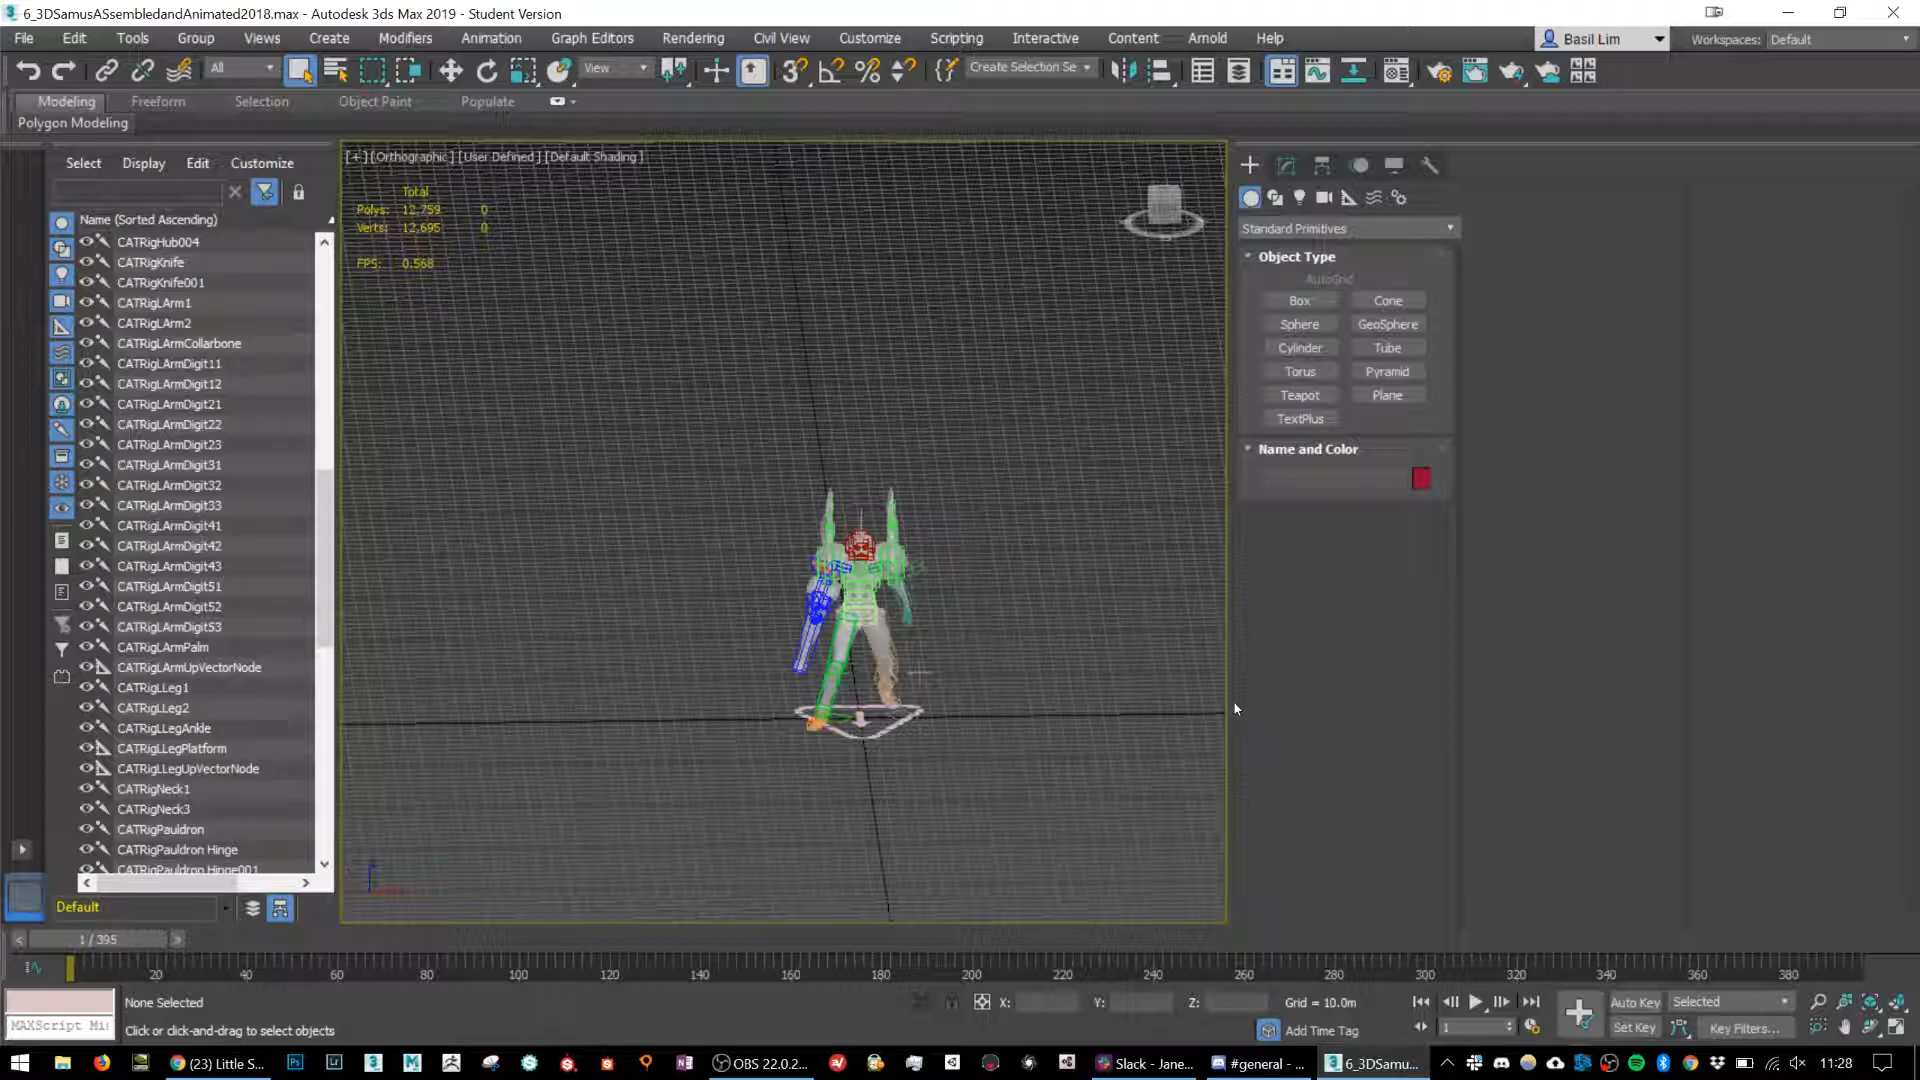 6_3DSamusASsembledandAnimated2018.max - Autodesk 3ds Max 2019 - Student Version
File Edit Tools Group Views Create Modifiers Animation Graph Editors Rendering Civil View Customize Scripting Interactive Content Arnold Help
Basil Lim
Workspaces: Default
All
View
Create Selection Se
Modeling Freeform Selection Object Paint Populate
Polygon Modeling
Select Display Edit Customize
Name (Sorted Ascending)
CATRigHub004
CATRigKnife
CATRigKnife001
CATRigLArm1
CATRigLArm2
CATRigLArmCollarbone
CATRigLArmDigit11
CATRigLArmDigit12
CATRigLArmDigit21
CATRigLArmDigit22
CATRigLArmDigit23
CATRigLArmDigit31
CATRigLArmDigit32
CATRigLArmDigit33
CATRigLArmDigit41
CATRigLArmDigit42
CATRigLArmDigit43
CATRigLArmDigit51
CATRigLArmDigit52
CATRigLArmDigit53
CATRigLArmPalm
CATRigLArmUpVectorNode
CATRigLLeg1
CATRigLLeg2
CATRigLLegAnkle
CATRigLLegPlatform
CATRigLLegUpVectorNode
CATRigNeck1
CATRigNeck3
CATRigPauldron
CATRigPauldron Hinge
CATRigPauldron Hinge001
Default
[+] [Orthographic] [User Defined] [Default Shading]
Total
Polys: 12,759 0
Verts: 12,695 0
FPS: 0.568
Standard Primitives
Object Type
AutoGrid
Box Cone
Sphere GeoSphere
Cylinder Tube
Torus Pyramid
Teapot Plane
TextPlus
Name and Color
< 1 / 395 >
20 40 60 80 100 120 140 160 180 200 220 240 260 280 300 320 340 360 380
None Selected
X: Y: Z: Grid = 10.0m
Auto Key Selected
MAXScript Mi
Click or click-and-drag to select objects
Add Time Tag
1
Set Key Key Filters...
(23) Little S...
OBS 22.0.2...
Slack - Jane...
#general - ...
6_3DSamu...
11:28